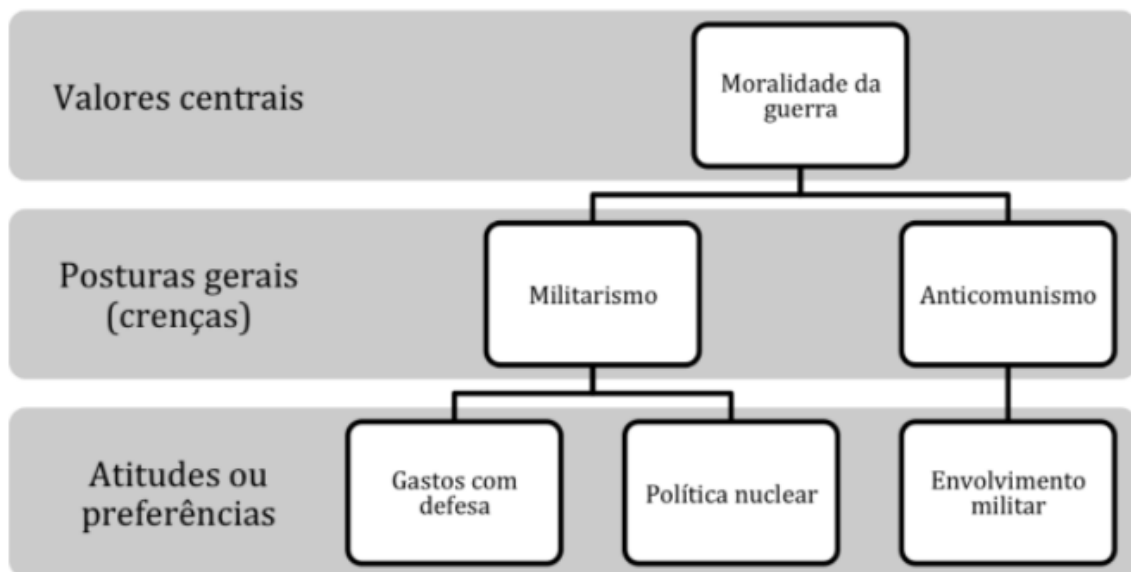 Valores centrais
Moralidade da
guerra
Posturas gerais
(crenças)
Militarismo
Anticomunismo
Atitudes ou
preferências
Gastos com
defesa
Política nuclear
Envolvimento
militar